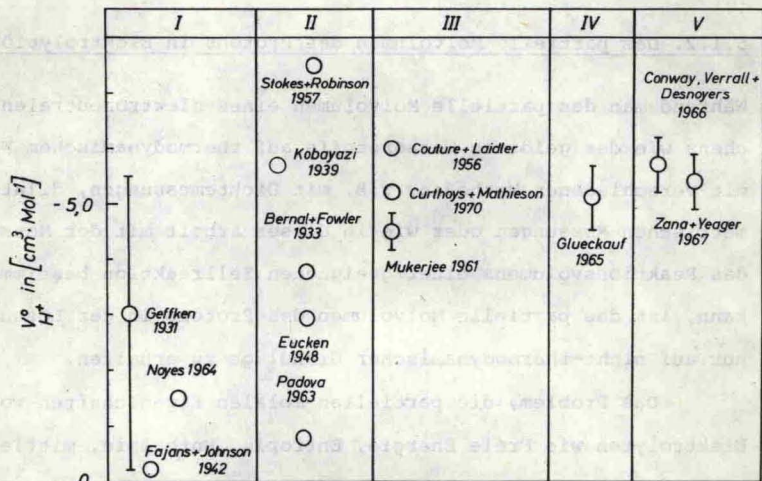 I II III IV V
V° H⁺ in [cm³ Mol⁻¹]
- 5,0
0
Geffken
1931
Noyes 1964
Fajans+Johnson
1942
Stokes+Robinson
1957
Kobayazi
1939
Bernal+Fowler
1933
Eucken
1948
Padova
1963
Couture+Laidler
1956
Curthoys+Mathieson
1970
Mukerjee 1961
Glueckauf
1965
Conway, Verrall+
Desnoyers
1966
Zana+Yeager
1967